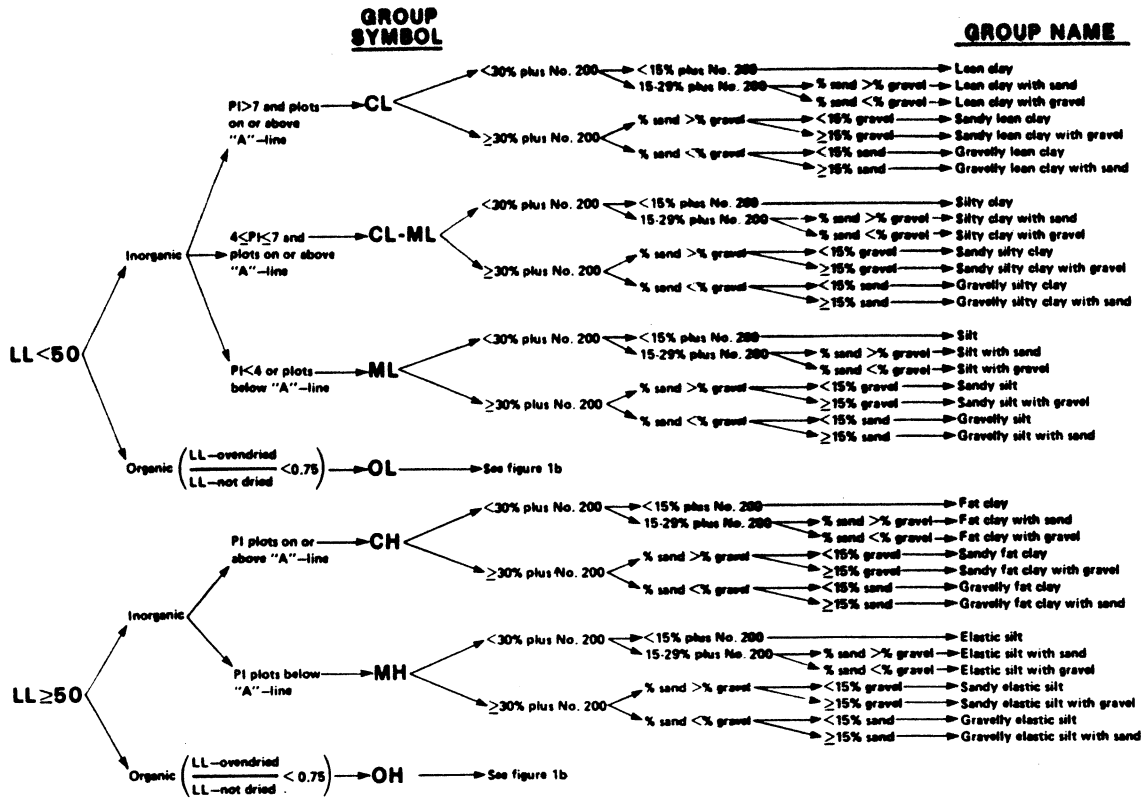 GROUP SYMBOL
GROUP NAME
<30% plus No. 200
<15% plus No. 200
Lean clay
15-29% plus No. 200
% sand >% gravel
Lean clay with sand
% sand <% gravel
Lean clay with gravel
PI>7 and plots
on or above
"A"-line
CL
≥30% plus No. 200
% sand >% gravel
<15% gravel
Sandy lean clay
≥15% gravel
Sandy lean clay with gravel
% sand <% gravel
<15% sand
Gravelly lean clay
≥15% sand
Gravelly lean clay with sand
<30% plus No. 200
<15% plus No. 200
Silty clay
15-29% plus No. 200
% sand >% gravel
Silty clay with sand
% sand <% gravel
Silty clay with gravel
Inorganic
4≤PI≤7 and
plots on or above
"A"-line
CL-ML
≥30% plus No. 200
% sand >% gravel
<15% gravel
Sandy silty clay
≥15% gravel
Sandy silty clay with gravel
% sand <% gravel
<15% sand
Gravelly silty clay
≥15% sand
Gravelly silty clay with sand
LL<50
<30% plus No. 200
<15% plus No. 200
Silt
15-29% plus No. 200
% sand >% gravel
Silt with sand
% sand <% gravel
Silt with gravel
PI<4 or plots
below "A"-line
ML
≥30% plus No. 200
% sand >% gravel
<15% gravel
Sandy silt
≥15% gravel
Sandy silt with gravel
% sand <% gravel
<15% sand
Gravelly silt
≥15% sand
Gravelly silt with sand
Organic (LL-ovendried / LL-not dried <0.75)
OL
See figure 1b
<30% plus No. 200
<15% plus No. 200
Fat clay
15-29% plus No. 200
% sand >% gravel
Fat clay with sand
% sand <% gravel
Fat clay with gravel
PI plots on or
above "A"-line
CH
≥30% plus No. 200
% sand >% gravel
<15% gravel
Sandy fat clay
≥15% gravel
Sandy fat clay with gravel
% sand <% gravel
<15% sand
Gravelly fat clay
≥15% sand
Gravelly fat clay with sand
Inorganic
LL≥50
<30% plus No. 200
<15% plus No. 200
Elastic silt
15-29% plus No. 200
% sand >% gravel
Elastic silt with sand
% sand <% gravel
Elastic silt with gravel
PI plots below
"A"-line
MH
≥30% plus No. 200
% sand >% gravel
<15% gravel
Sandy elastic silt
≥15% gravel
Sandy elastic silt with gravel
% sand <% gravel
<15% sand
Gravelly elastic silt
≥15% sand
Gravelly elastic silt with sand
Organic (LL-ovendried / LL-not dried <0.75)
OH
See figure 1b